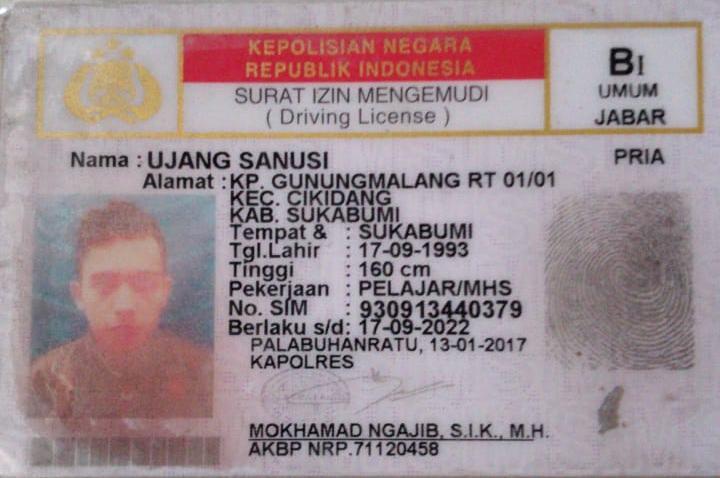 KEPOLISIAN NEGARA
REPUBLIK INDONESIA
SURAT IZIN MENGEMUDI
( Driving License )
BI
UMUM
JABAR
Nama : UJANG SANUSI
PRIA
Alamat : KP. GUNUNGMALANG RT 01/01
KEC. CIKIDANG
KAB. SUKABUMI
Tempat & : SUKABUMI
Tgl.Lahir : 17-09-1993
Tinggi : 160 cm
Pekerjaan : PELAJAR/MHS
No. SIM : 930913440379
Berlaku s/d: 17-09-2022
PALABUHANRATU, 13-01-2017
KAPOLRES
MOKHAMAD NGAJIB, S.I.K., M.H.
AKBP NRP.71120458